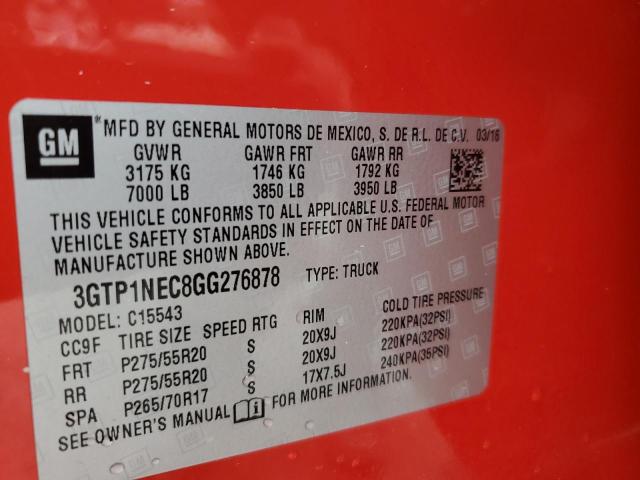 GM
*MFD BY GENERAL MOTORS DE MEXICO, S. DE R.L. DE C.V. 03/16
GVWR GAWR FRT GAWR RR
3175 KG 1746 KG 1792 KG
7000 LB 3850 LB 3950 LB
THIS VEHICLE CONFORMS TO ALL APPLICABLE U.S. FEDERAL MOTOR
VEHICLE SAFETY STANDARDS IN EFFECT ON THE DATE OF
MANUFACTURE SHOWN ABOVE.
3GTP1NEC8GG276878 TYPE: TRUCK
MODEL: C15543
CC9F TIRE SIZE SPEED RTG RIM COLD TIRE PRESSURE
FRT P275/55R20 S 20X9J 220KPA(32PSI)
RR P275/55R20 S 20X9J 220KPA(32PSI)
SPA P265/70R17 S 17X7.5J 240KPA(35PSI)
SEE OWNER'S MANUAL FOR MORE INFORMATION.